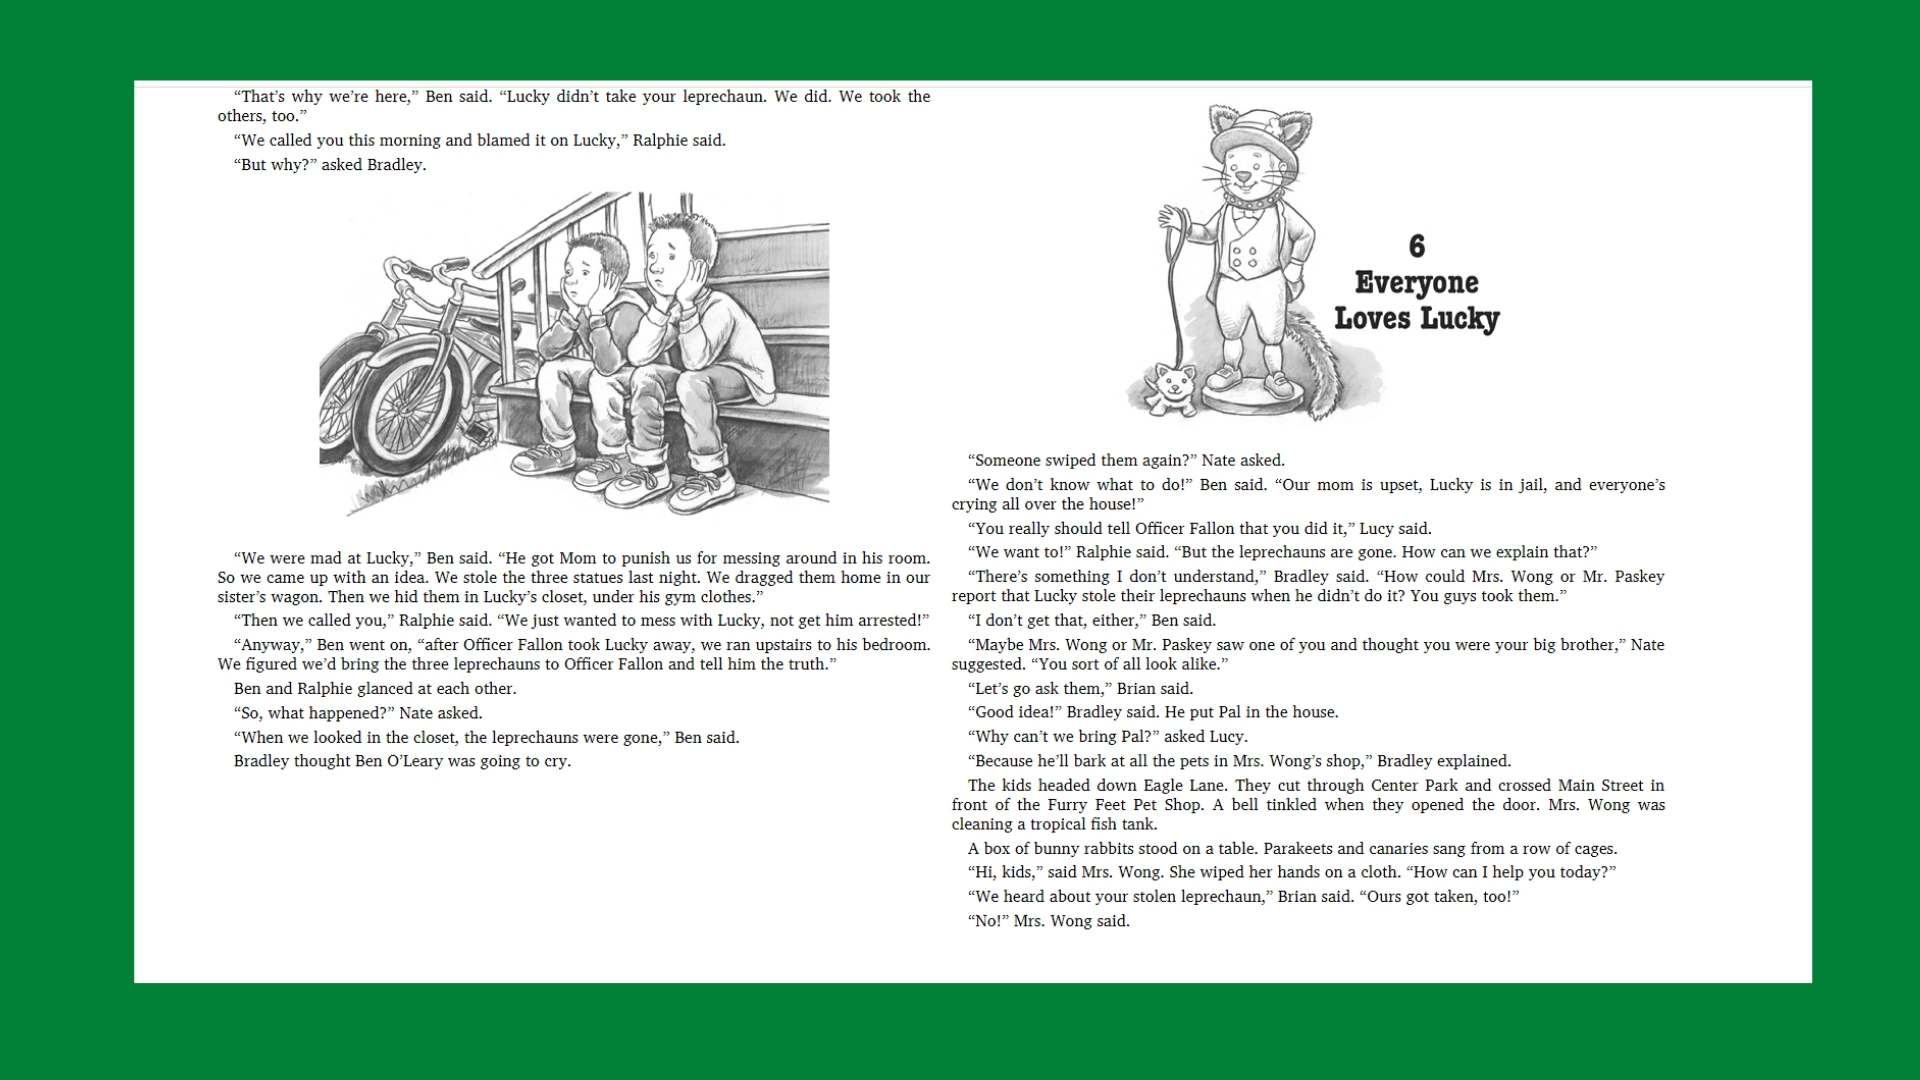 “That’s why we’re here,” Ben said. “Lucky didn’t take your leprechaun. We did. We took the
others, too.”
“We called you this morning and blamed it on Lucky,” Ralphie said.
“But why?” asked Bradley.
“We were mad at Lucky,” Ben said. “He got Mom to punish us for messing around in his room.
So we came up with an idea. We stole the three statues last night. We dragged them home in our
sister’s wagon. Then we hid them in Lucky’s closet, under his gym clothes.”
“Then we called you,” Ralphie said. “We just wanted to mess with Lucky, not get him arrested!”
“Anyway,” Ben went on, “after Officer Fallon took Lucky away, we ran upstairs to his bedroom.
We figured we’d bring the three leprechauns to Officer Fallon and tell him the truth.”
Ben and Ralphie glanced at each other.
“So, what happened?” Nate asked.
“When we looked in the closet, the leprechauns were gone,” Ben said.
Bradley thought Ben O’Leary was going to cry.
6
Everyone
Loves Lucky
“Someone swiped them again?” Nate asked.
“We don’t know what to do!” Ben said. “Our mom is upset, Lucky is in jail, and everyone’s
crying all over the house!”
“You really should tell Officer Fallon that you did it,” Lucy said.
“We want to!” Ralphie said. “But the leprechauns are gone. How can we explain that?”
“There’s something I don’t understand,” Bradley said. “How could Mrs. Wong or Mr. Paskey
report that Lucky stole their leprechauns when he didn’t do it? You guys took them.”
“I don’t get that, either,” Ben said.
“Maybe Mrs. Wong or Mr. Paskey saw one of you and thought you were your big brother,” Nate
suggested. “You sort of all look alike.”
“Let’s go ask them,” Brian said.
“Good idea!” Bradley said. He put Pal in the house.
“Why can’t we bring Pal?” asked Lucy.
“Because he’ll bark at all the pets in Mrs. Wong’s shop,” Bradley explained.
The kids headed down Eagle Lane. They cut through Center Park and crossed Main Street in
front of the Furry Feet Pet Shop. A bell tinkled when they opened the door. Mrs. Wong was
cleaning a tropical fish tank.
A box of bunny rabbits stood on a table. Parakeets and canaries sang from a row of cages.
“Hi, kids,” said Mrs. Wong. She wiped her hands on a cloth. “How can I help you today?”
“We heard about your stolen leprechaun,” Brian said. “Ours got taken, too!”
“No!” Mrs. Wong said.